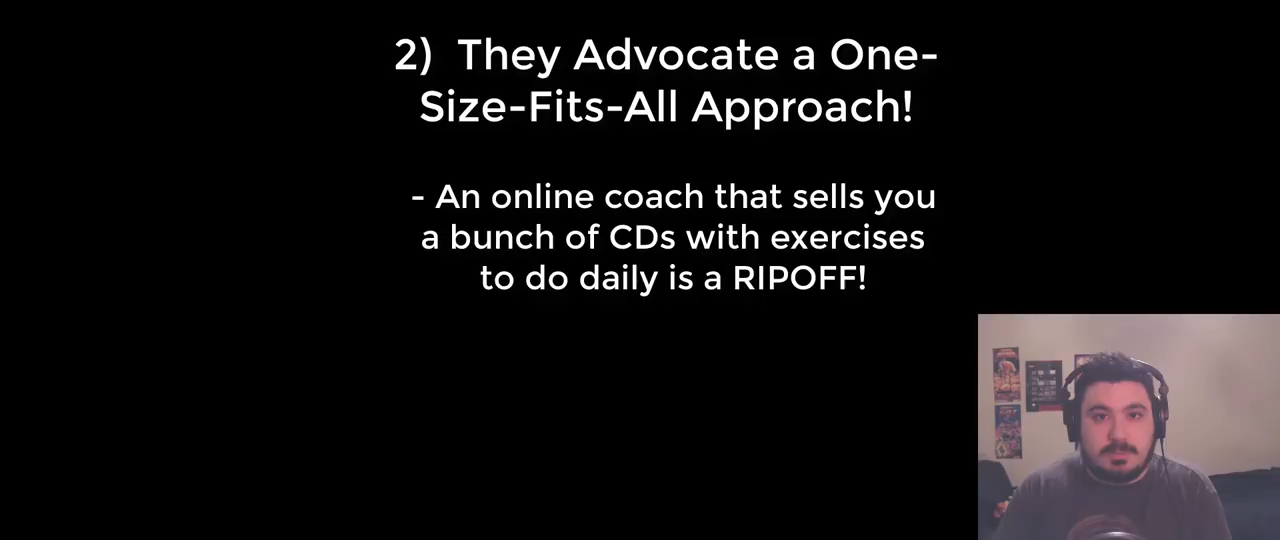 2)  They Advocate a One-
Size-Fits-All Approach!
- An online coach that sells you
a bunch of CDs with exercises
to do daily is a RIPOFF!